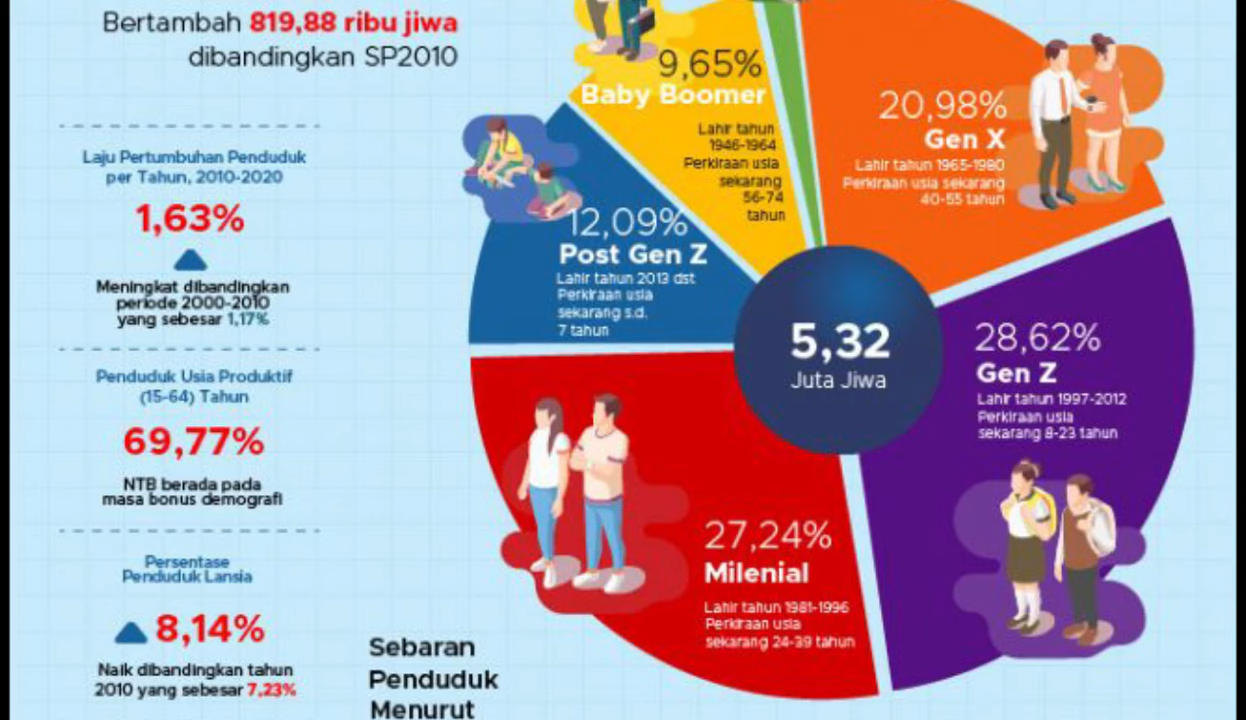 Bertambah 819,88 ribu jiwa
dibandingkan SP2010
Laju Pertumbuhan Penduduk
per Tahun, 2010-2020
1,63%
Meningkat dibandingkan
periode 2000-2010
yang sebesar 1,17%
Penduduk Usia Produktif
(15-64) Tahun
69,77%
NTB berada pada
masa bonus demografi
Persentase
Penduduk Lansia
8,14%
Naik dibandingkan tahun
2010 yang sebesar 7,23%
9,65%
Baby Boomer
Lahir tahun
1946-1964
Perkiraan usia
sekarang
56-74
tahun
20,98%
Gen X
Lahir tahun 1965-1980
Perkiraan usia sekarang
40-55 tahun
12,09%
Post Gen Z
Lahir tahun 2013 dst
Perkiraan usia
sekarang s.d.
7 tahun
5,32
Juta Jiwa
28,62%
Gen Z
Lahir tahun 1997-2012
Perkiraan usia
sekarang 8-23 tahun
27,24%
Milenial
Lahir tahun 1981-1996
Perkiraan usia
sekarang 24-39 tahun
Sebaran
Penduduk
Menurut